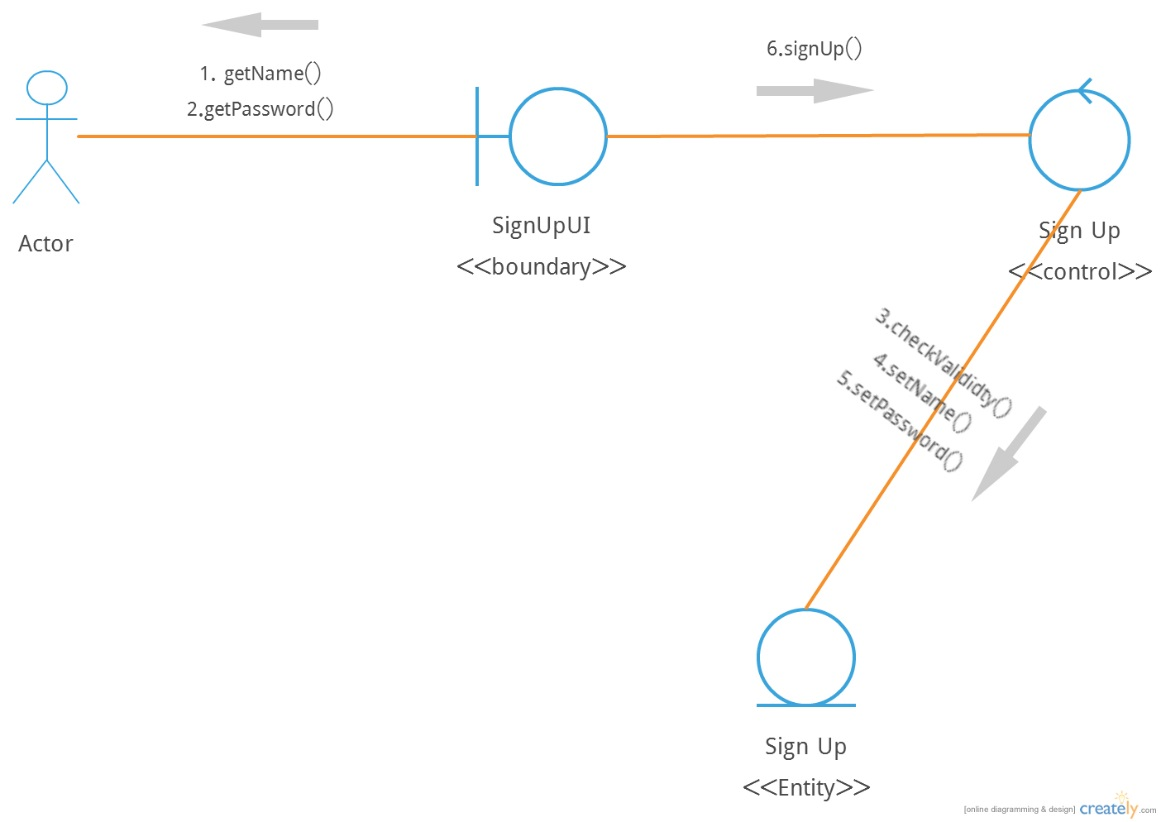 1. getName()
2.getPassword()
6.signUp()
Actor
SignUpUI
<<boundary>>
Sign Up
<<control>>
3.checkValididty()
4.setName()
5.setPassword()
Sign Up
<<Entity>>
[online diagramming & design] creately.com